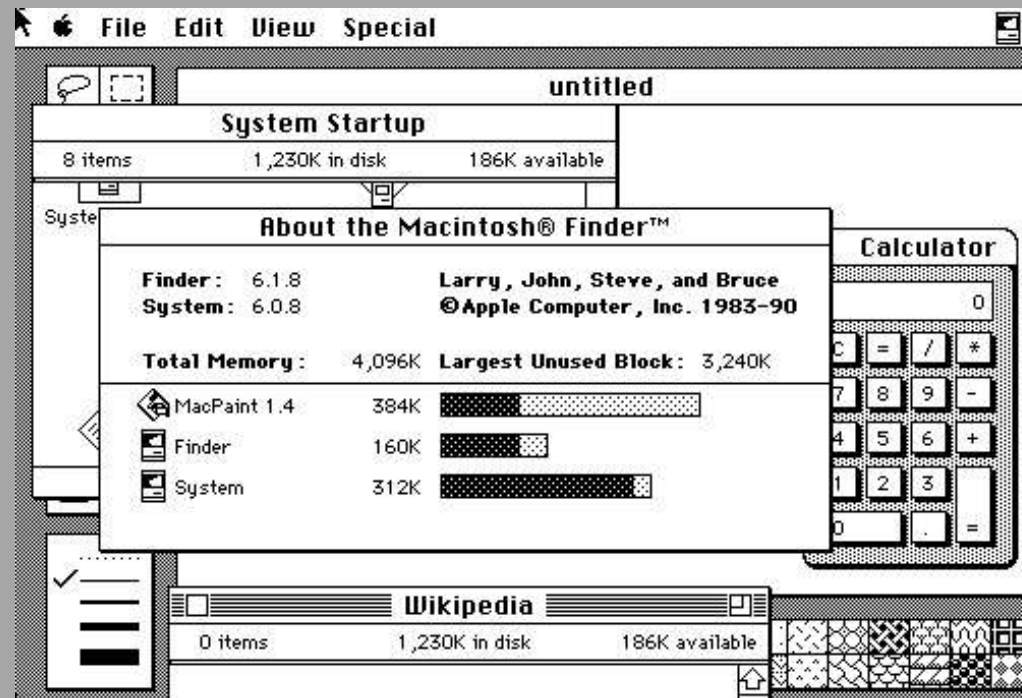 File Edit View Special
untitled
System Startup
8 items 1,230K in disk 186K available
Syste
About the Macintosh® Finder™
Finder: 6.1.8 Larry, John, Steve, and Bruce
System: 6.0.8 ©Apple Computer, Inc. 1983-90
Total Memory: 4,096K Largest Unused Block: 3,240K
MacPaint 1.4 384K
Finder 160K
System 312K
Calculator
0
C = / *
7 8 9 -
4 5 6 +
1 2 3
0 . =
Wikipedia
0 items 1,230K in disk 186K available